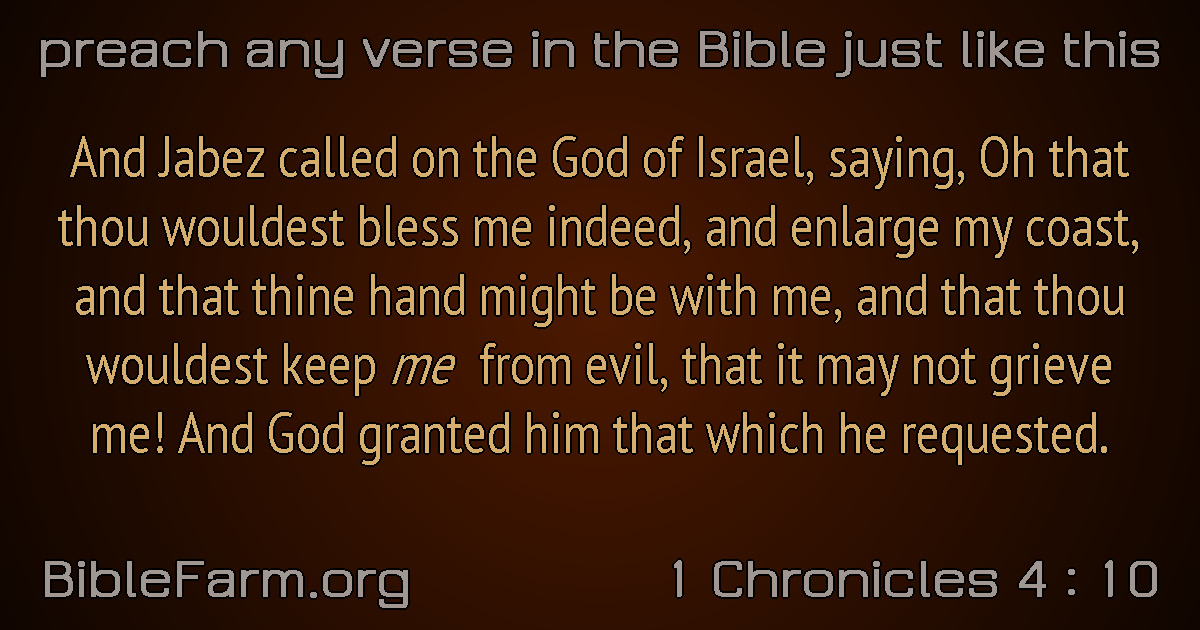 preach any verse in the Bible just like this
And Jabez called on the God of Israel, saying, Oh that
thou wouldest bless me indeed, and enlarge my coast,
and that thine hand might be with me, and that thou
wouldest keep me from evil, that it may not grieve
me! And God granted him that which he requested.
BibleFarm.org
1 Chronicles 4 : 10